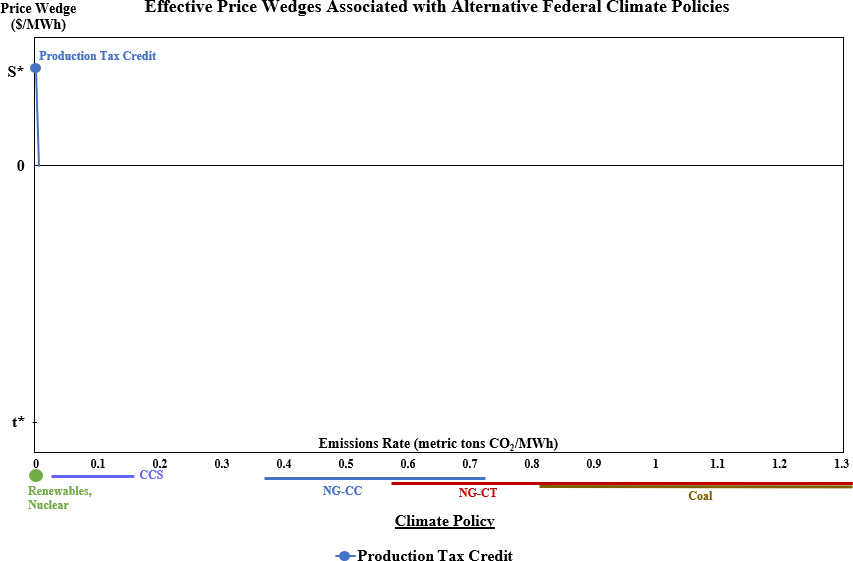 Effective Price Wedges Associated with Alternative Federal Climate Policies
Price Wedge
($/MWh)
Production Tax Credit
S*
0
t*
Emissions Rate (metric tons CO₂/MWh)
0 0.1 0.2 0.3 0.4 0.5 0.6 0.7 0.8 0.9 1 1.1 1.2 1.3
CCS
Renewables,
Nuclear
NG-CC
NG-CT
Coal
Climate Policy
Production Tax Credit